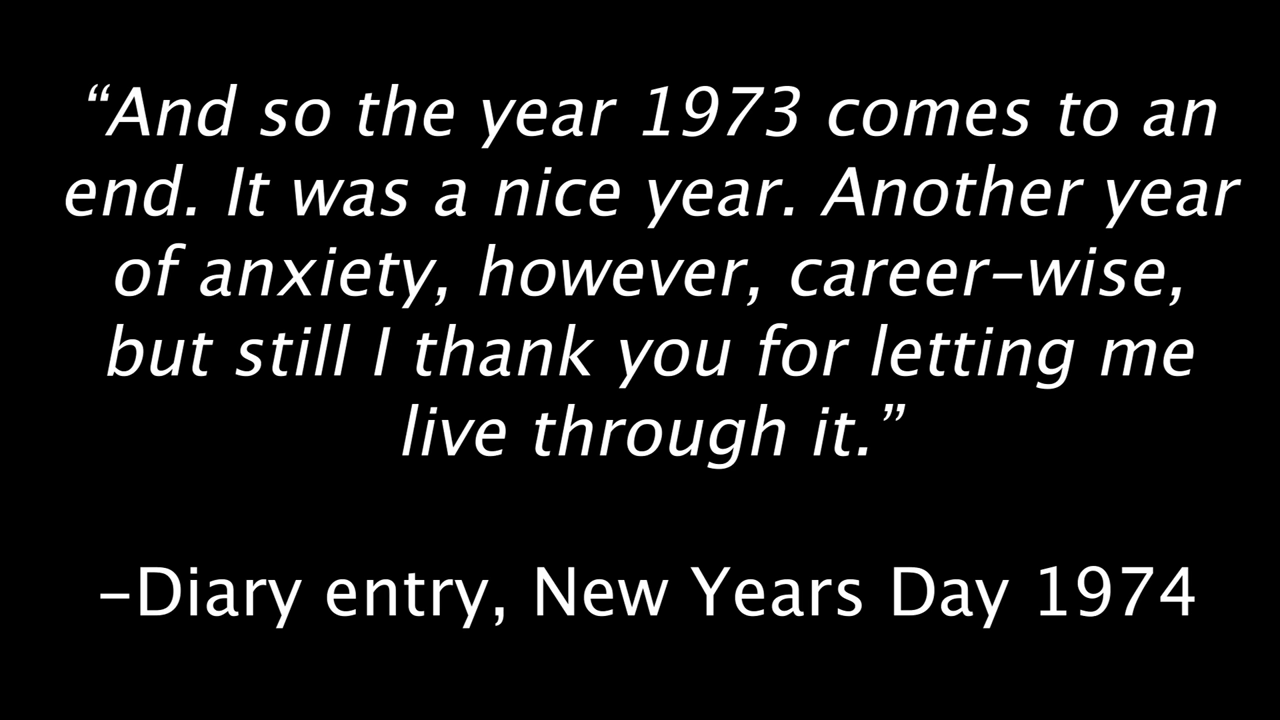 “And so the year 1973 comes to an
end. It was a nice year. Another year
of anxiety, however, career–wise,
but still I thank you for letting me
live through it.”
–Diary entry, New Years Day 1974